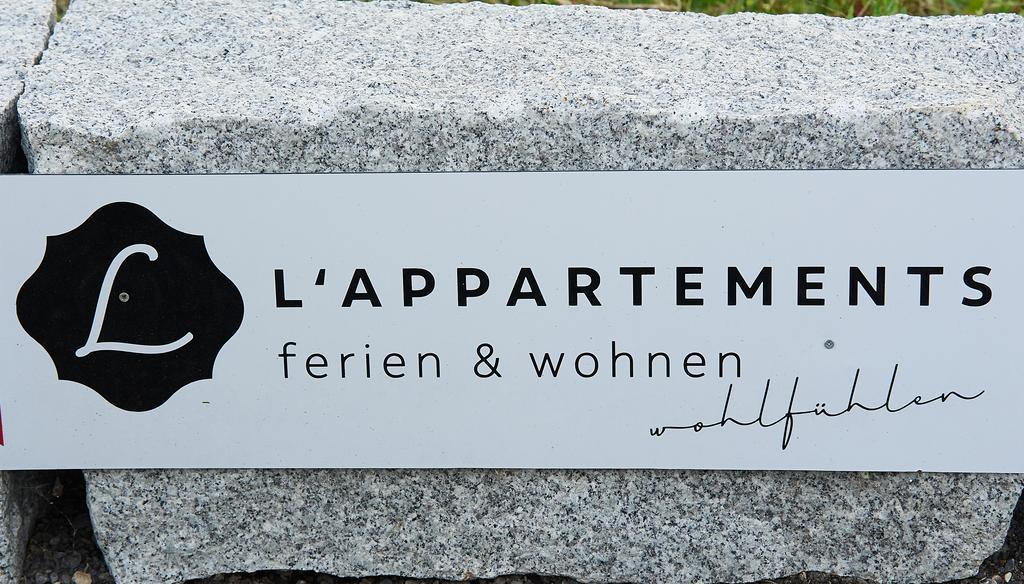 L
L‘APPARTEMENTS
ferien & wohnen
wohlfühlen